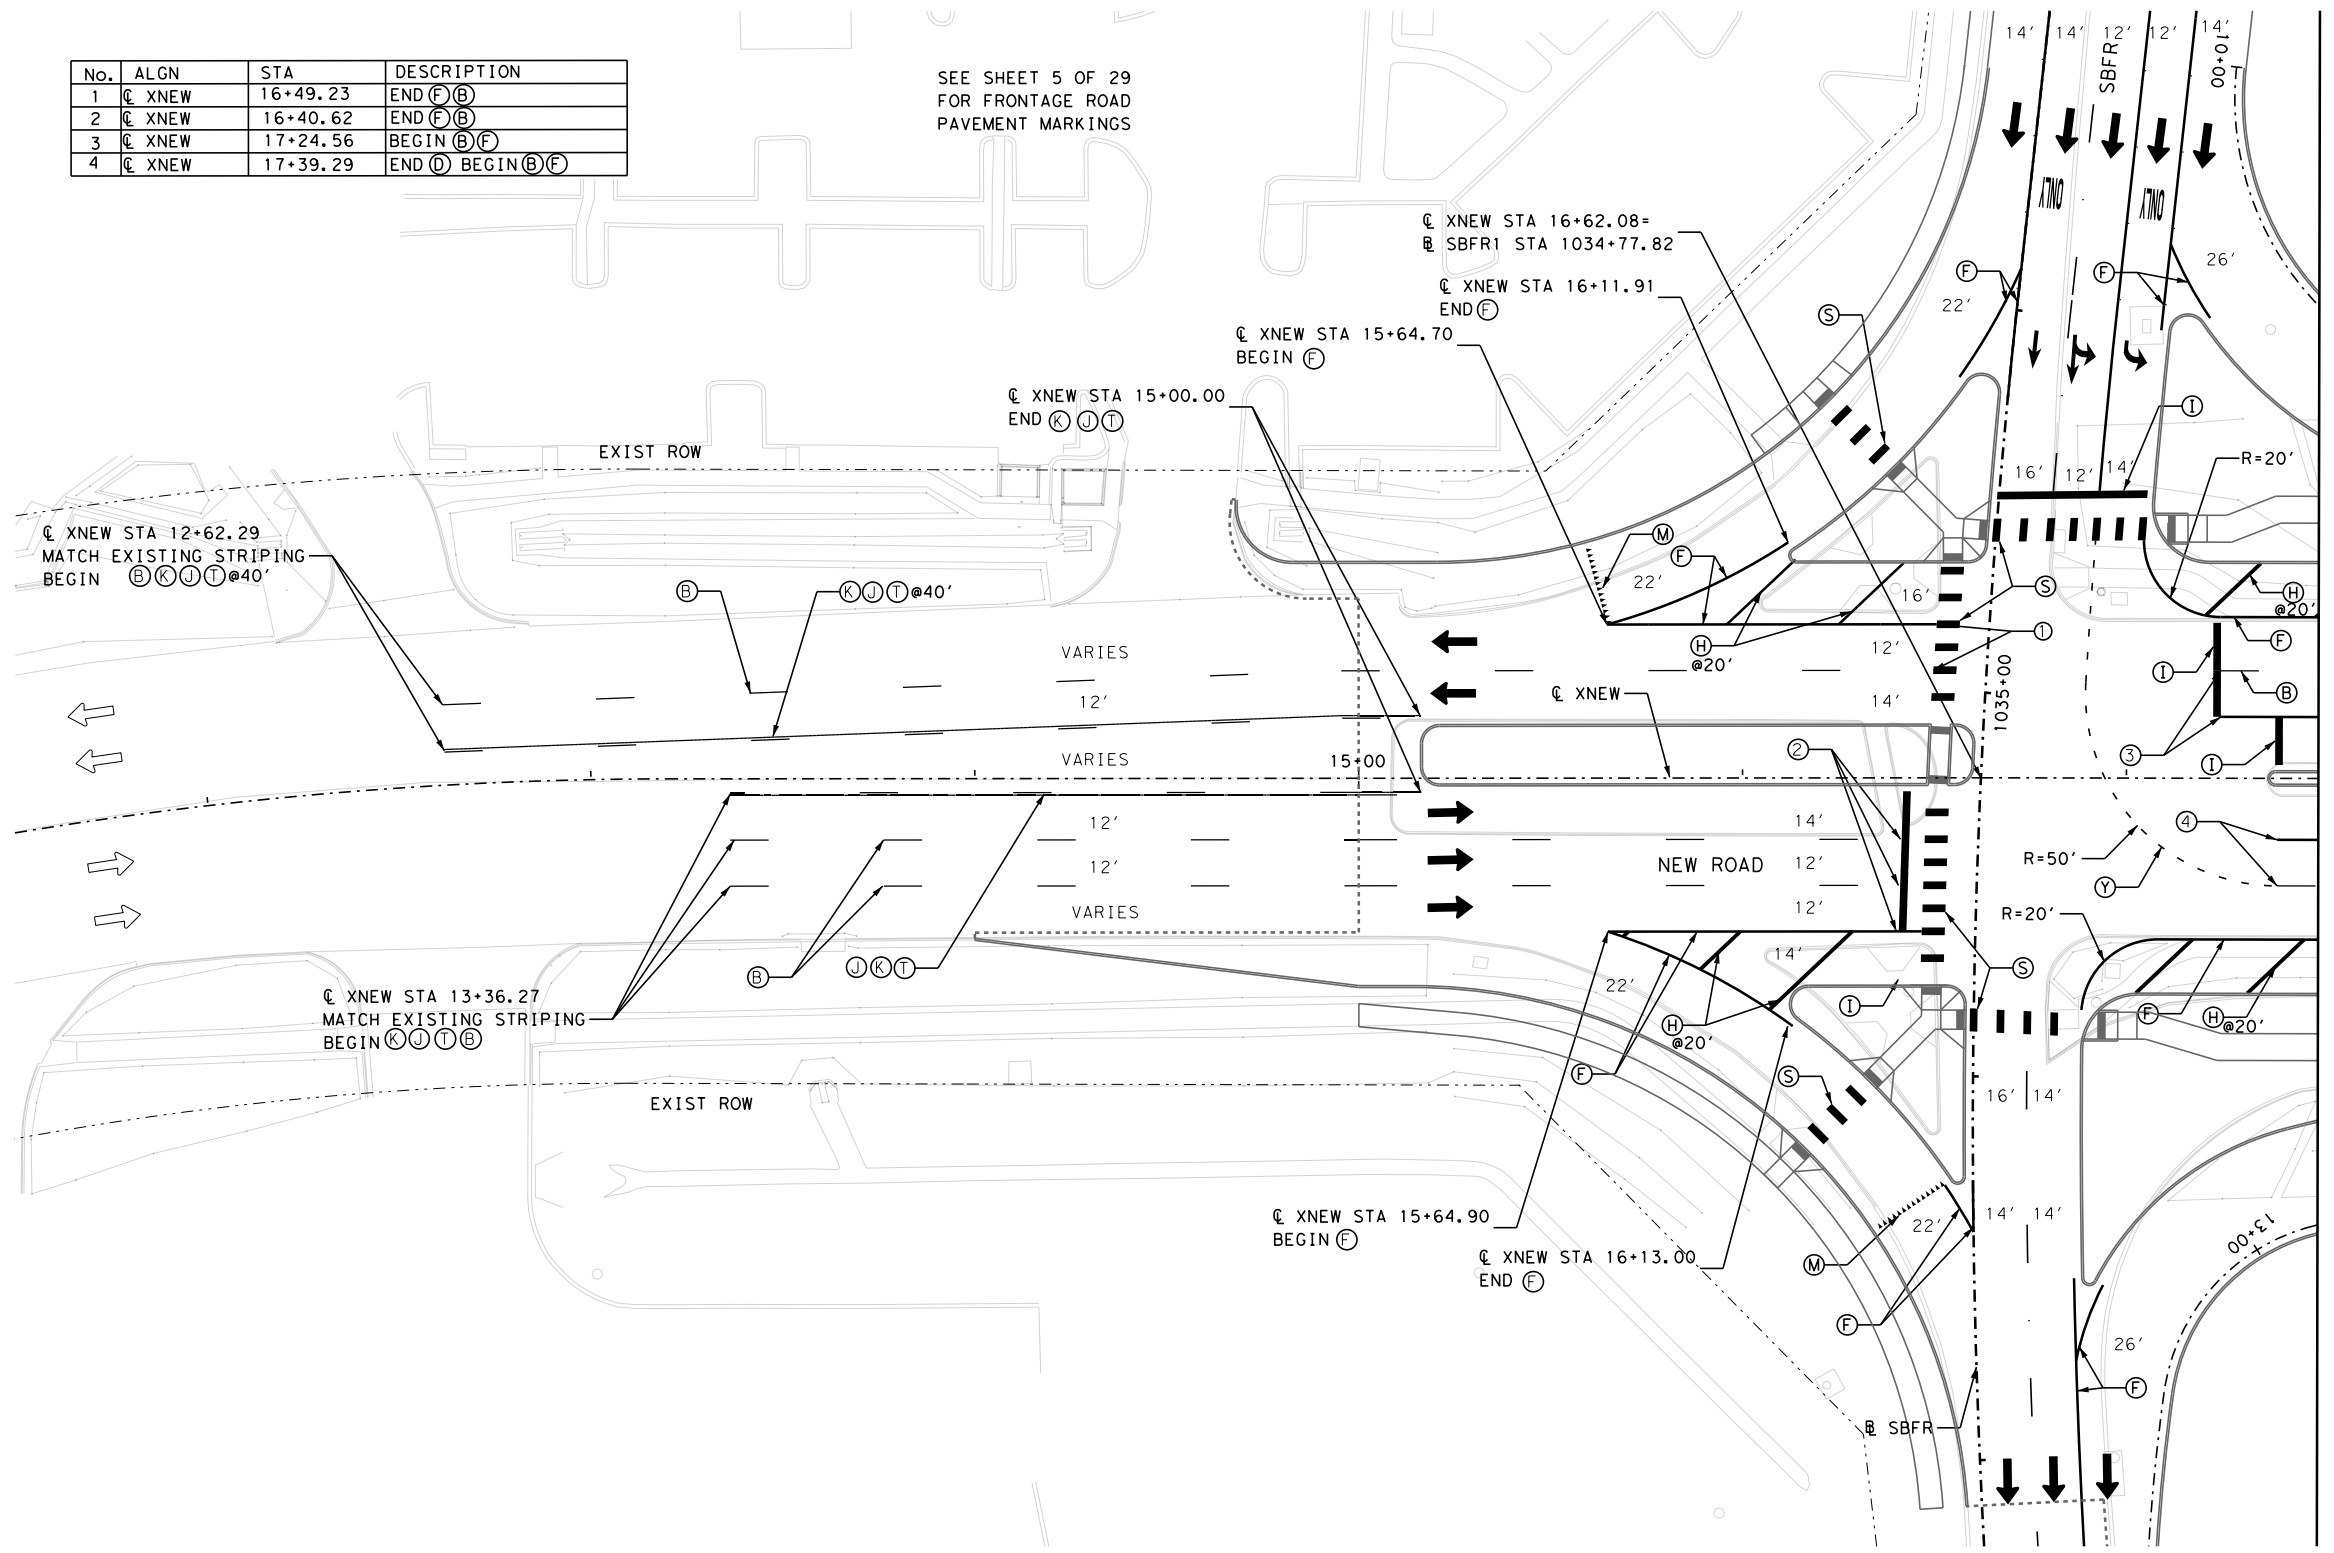 No. ALGN STA DESCRIPTION
1 ℄ XNEW 16+49.23 END Ⓕ Ⓑ
2 ℄ XNEW 16+40.62 END Ⓕ Ⓑ
3 ℄ XNEW 17+24.56 BEGIN Ⓑ Ⓕ
4 ℄ XNEW 17+39.29 END Ⓓ BEGIN Ⓑ Ⓕ
SEE SHEET 5 OF 29
FOR FRONTAGE ROAD
PAVEMENT MARKINGS
14' 14' 12' 12' 14'
SBFR
10+00
ONLY
ONLY
℄ XNEW STA 16+62.08=
BL SBFR1 STA 1034+77.82
℄ XNEW STA 16+11.91
END Ⓕ
℄ XNEW STA 15+64.70
BEGIN Ⓕ
℄ XNEW STA 15+00.00
END Ⓚ Ⓙ Ⓣ
Ⓕ
Ⓕ
26'
22'
Ⓢ
Ⓘ
EXIST ROW
R=20'
16' 12' 14'
℄ XNEW STA 12+62.29
MATCH EXISTING STRIPING
BEGIN Ⓑ Ⓚ Ⓙ Ⓣ @40'
Ⓜ
Ⓕ
22'
Ⓑ
Ⓚ Ⓙ Ⓣ @40'
16'
Ⓢ
Ⓗ
@20'
①
Ⓕ
VARIES
Ⓗ
@20'
12'
Ⓘ
1035+00
12'
℄ XNEW
14'
Ⓑ
VARIES
15+00
②
③
Ⓘ
12'
14'
④
12'
NEW ROAD
12'
R=50'
Ⓨ
VARIES
12'
R=20'
Ⓑ
Ⓙ Ⓚ Ⓣ
14'
Ⓢ
℄ XNEW STA 13+36.27
MATCH EXISTING STRIPING
BEGIN Ⓚ Ⓙ Ⓣ Ⓑ
22'
Ⓘ
Ⓗ
@20'
Ⓕ
Ⓗ
@20'
Ⓕ
Ⓢ
EXIST ROW
16' 14'
℄ XNEW STA 15+64.90
BEGIN Ⓕ
22'
14' 14'
13+00
℄ XNEW STA 16+13.00
END Ⓕ
Ⓜ
Ⓕ
26'
Ⓕ
BL SBFR